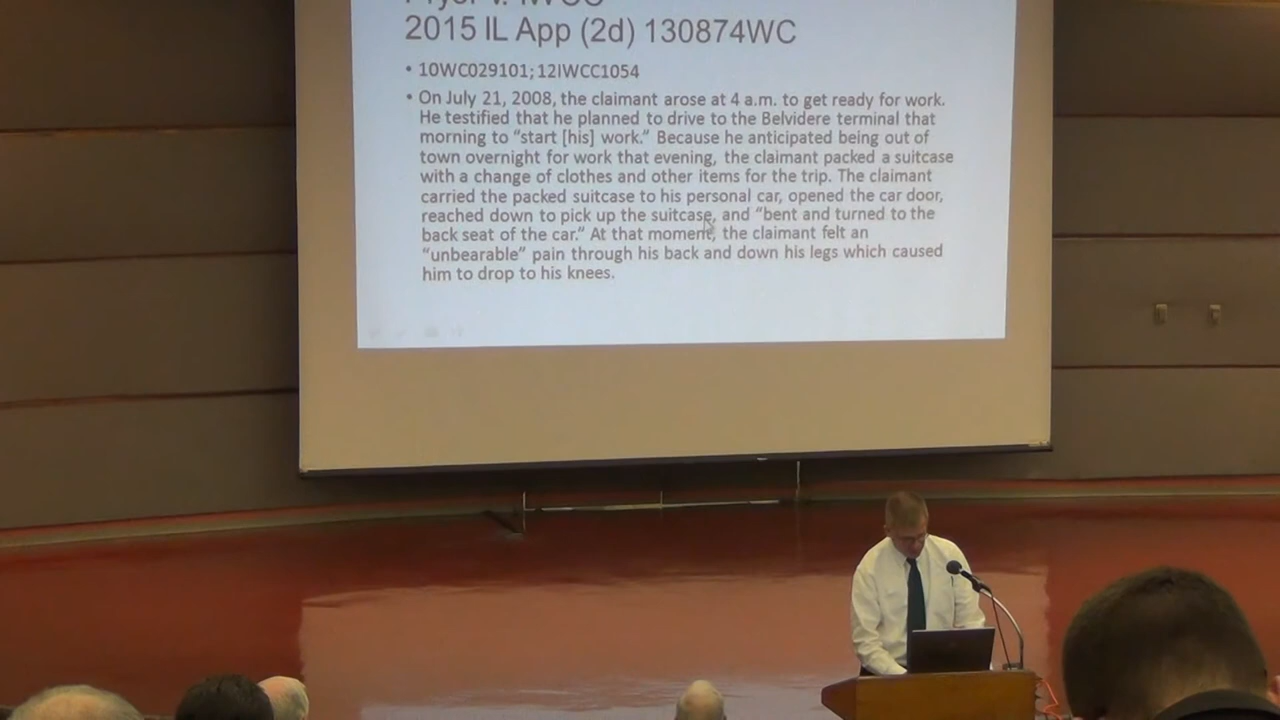 v. IWCC
2015 IL App (2d) 130874WC
• 10WC029101; 12IWCC1054
• On July 21, 2008, the claimant arose at 4 a.m. to get ready for work.
He testified that he planned to drive to the Belvidere terminal that
morning to “start [his] work.” Because he anticipated being out of
town overnight for work that evening, the claimant packed a suitcase
with a change of clothes and other items for the trip. The claimant
carried the packed suitcase to his personal car, opened the car door,
reached down to pick up the suitcase, and “bent and turned to the
back seat of the car.” At that moment, the claimant felt an
“unbearable” pain through his back and down his legs which caused
him to drop to his knees.